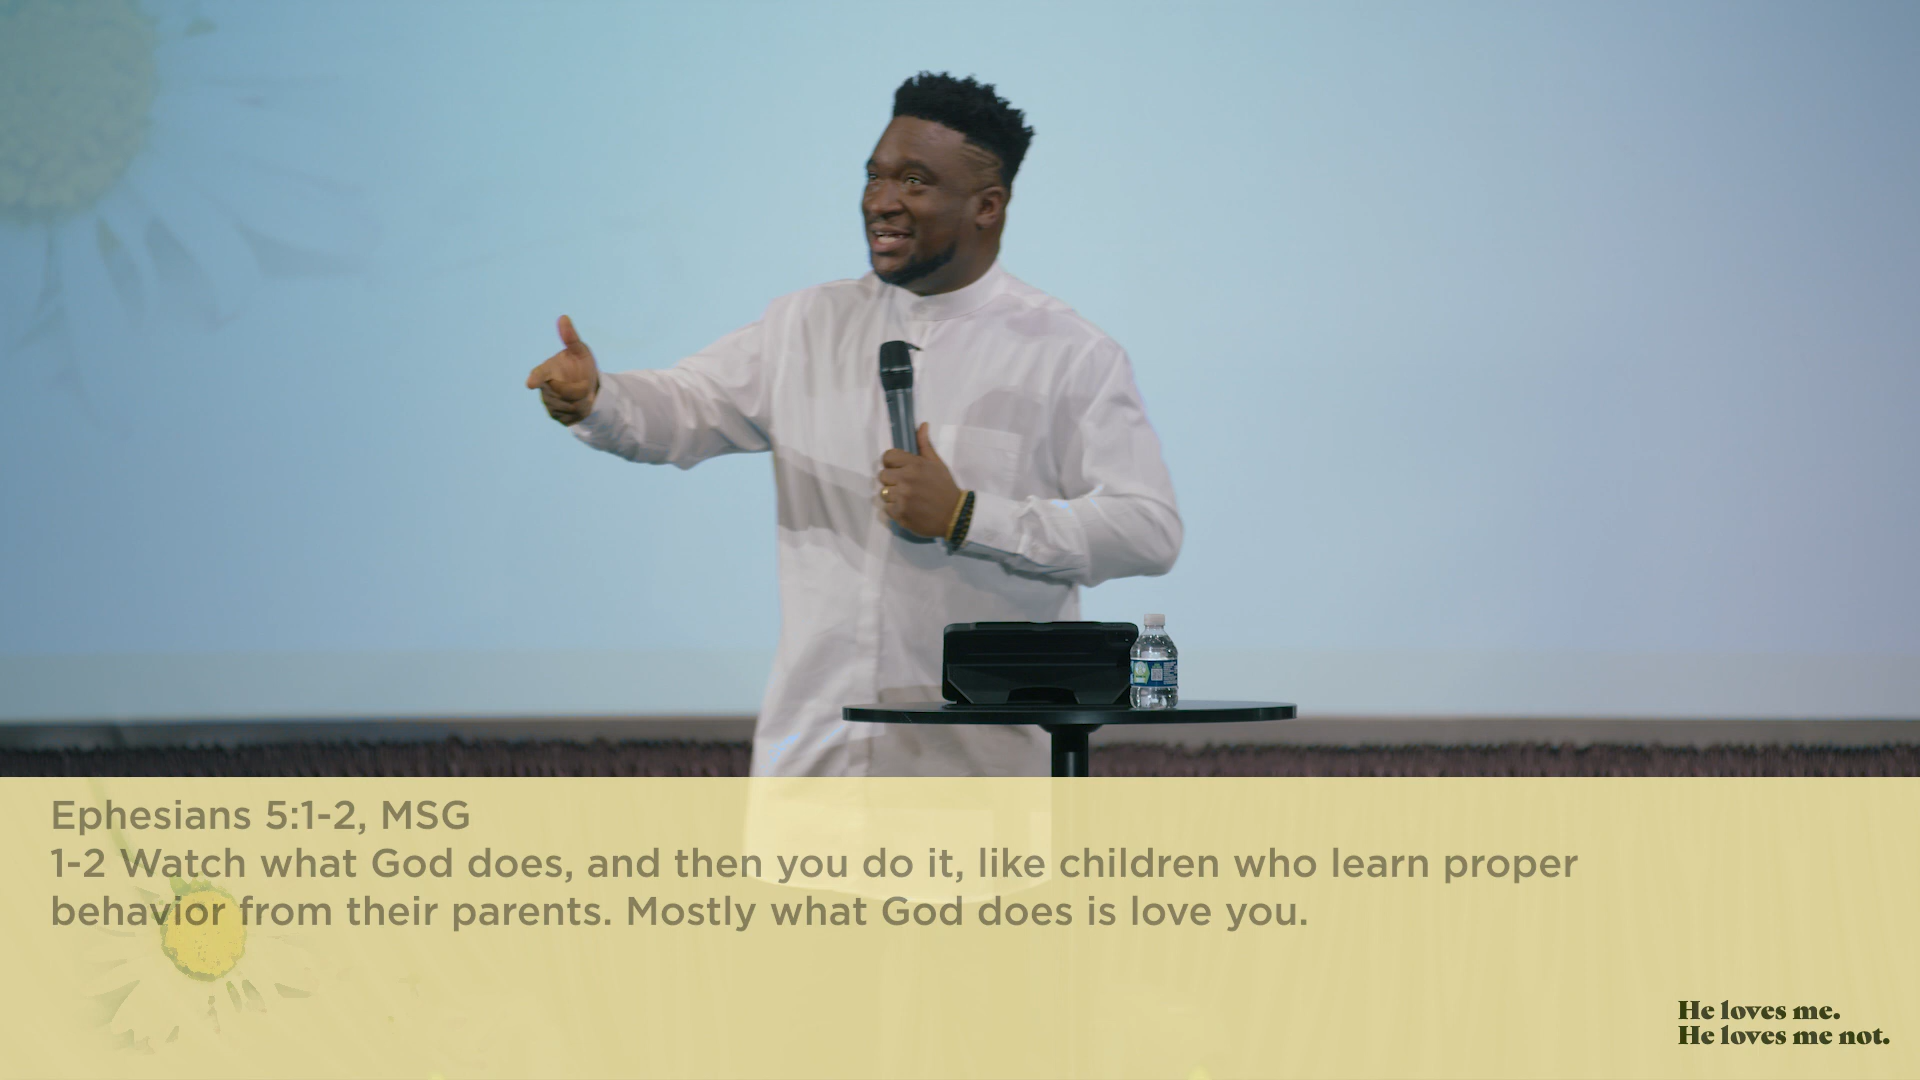 Ephesians 5:1-2, MSG
1-2 Watch what God does, and then you do it, like children who learn proper
behavior from their parents. Mostly what God does is love you.
He loves me.
He loves me not.